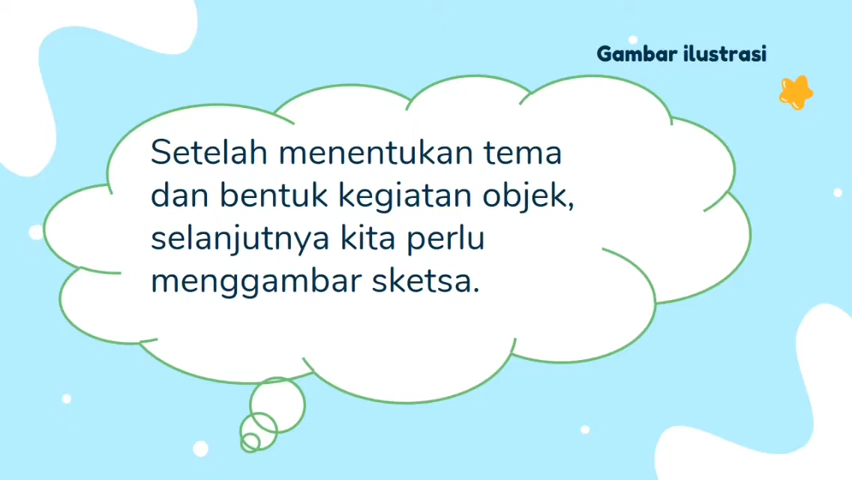 Gambar ilustrasi
Setelah menentukan tema
dan bentuk kegiatan objek,
selanjutnya kita perlu
menggambar sketsa.